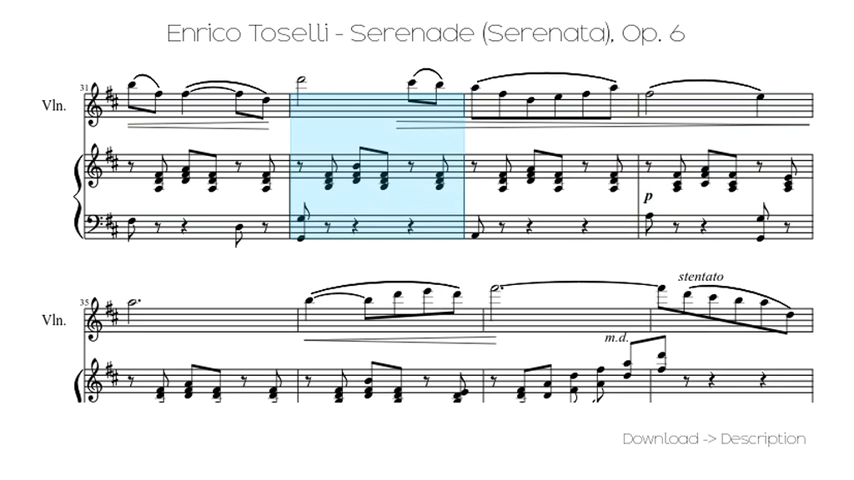 Enrico Toselli - Serenade (Serenata), Op. 6
31
Vln.
p
35
stentato
Vln.
m.d.
Download -> Description